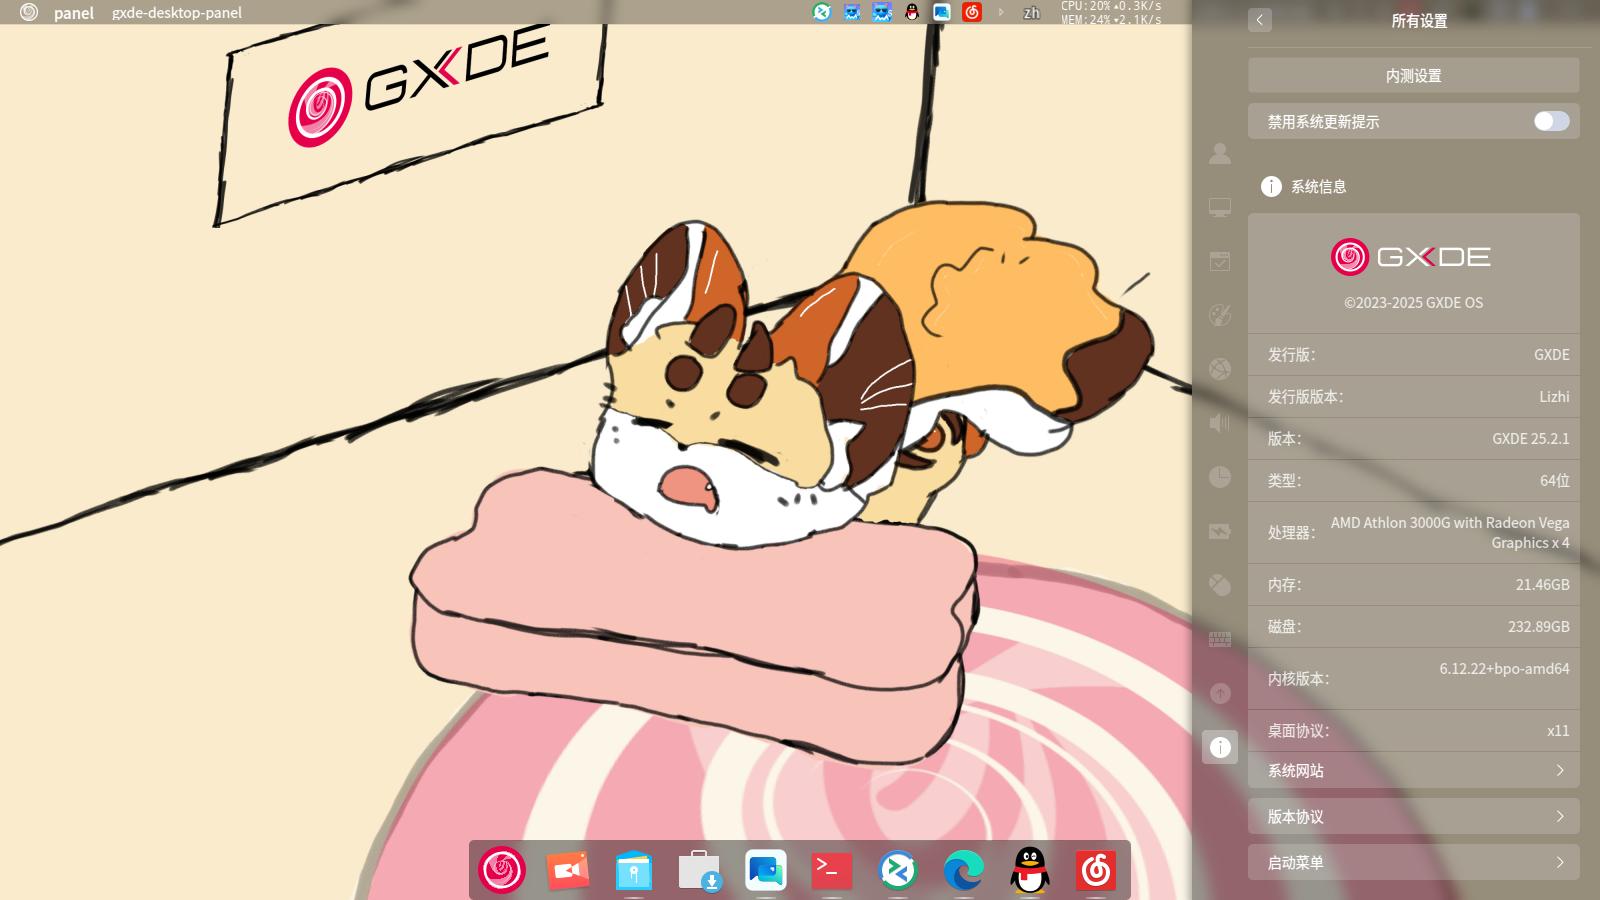 panel gxde-desktop-panel
zh
CPU:20% ▴0.3K/s
MEM:24% ▾2.1K/s
GXDE
所有设置
内测设置
禁用系统更新提示
系统信息
GXDE
©2023-2025 GXDE OS
发行版： GXDE
发行版版本： Lizhi
版本： GXDE 25.2.1
类型： 64位
处理器： AMD Athlon 3000G with Radeon Vega
Graphics x 4
内存： 21.46GB
磁盘： 232.89GB
内核版本： 6.12.22+bpo-amd64
桌面协议： x11
系统网站
版本协议
启动菜单